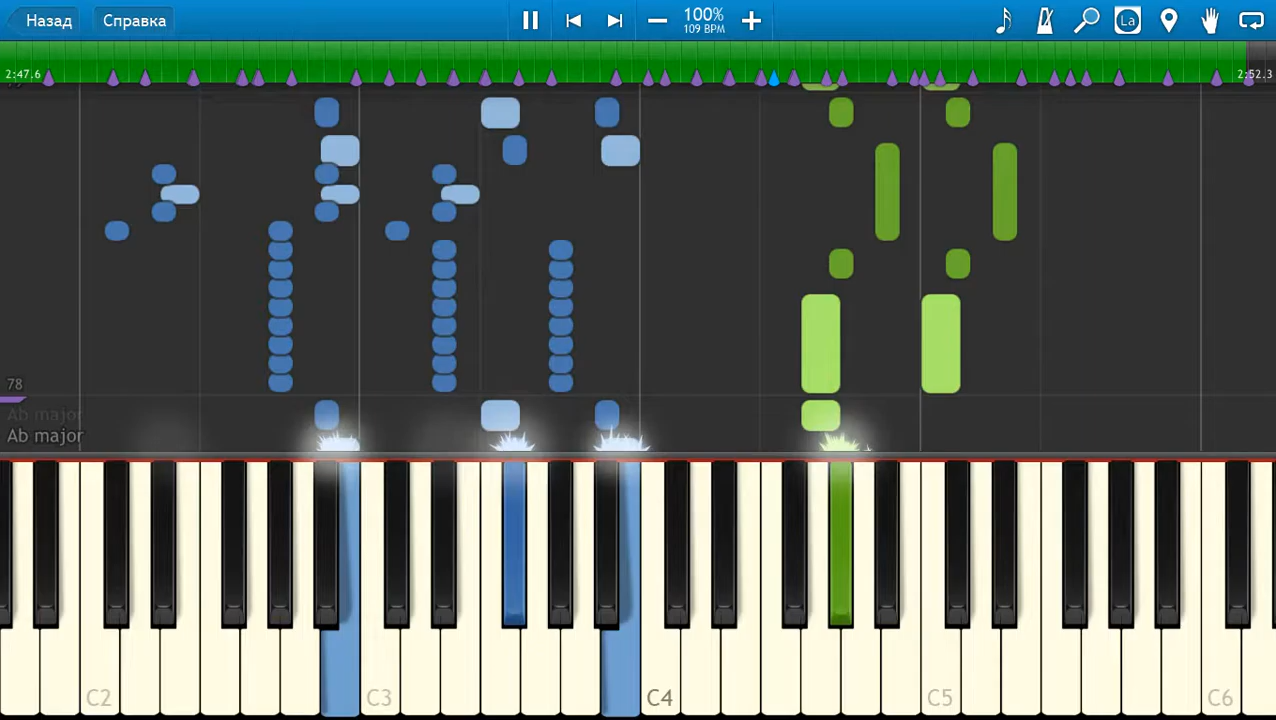 Назад
Справка
100%
109 BPM
La
2:47.6
2:52.3
78
Ab major
Ab major
C2
C3
C4
C5
C6